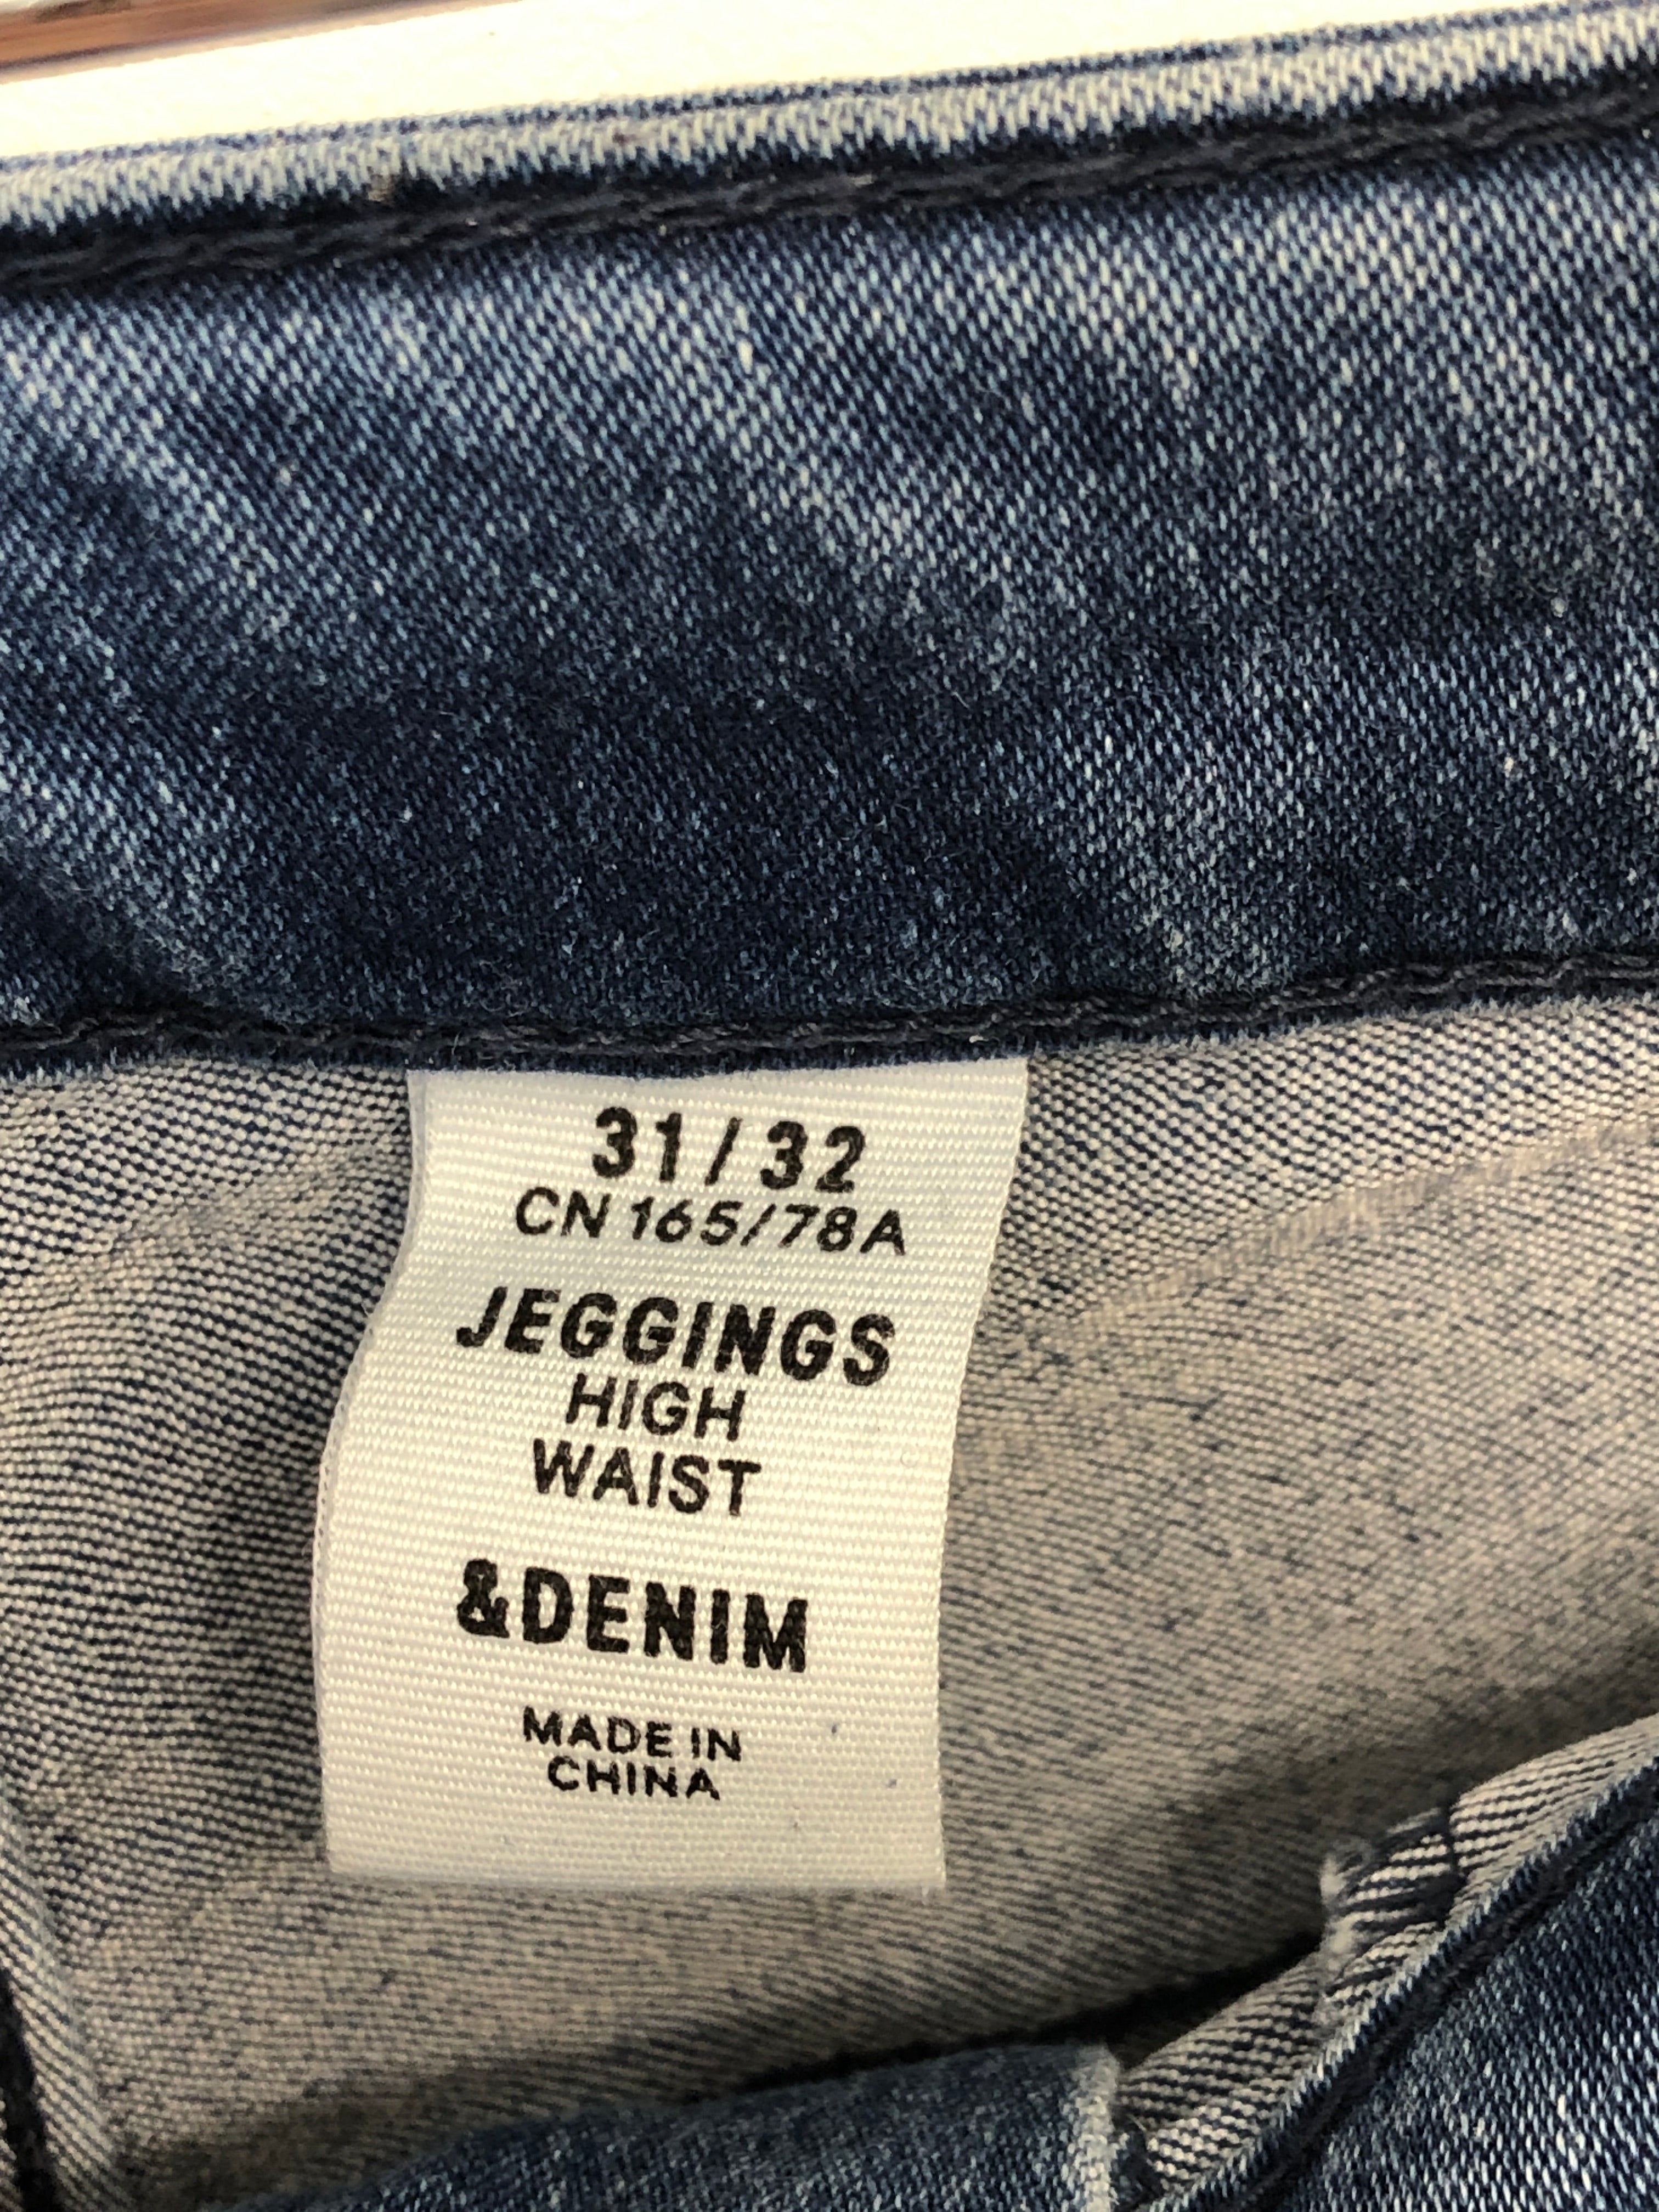 31/32
CN 165/78A
JEGGINGS
HIGH
WAIST
&DENIM
MADE IN
CHINA